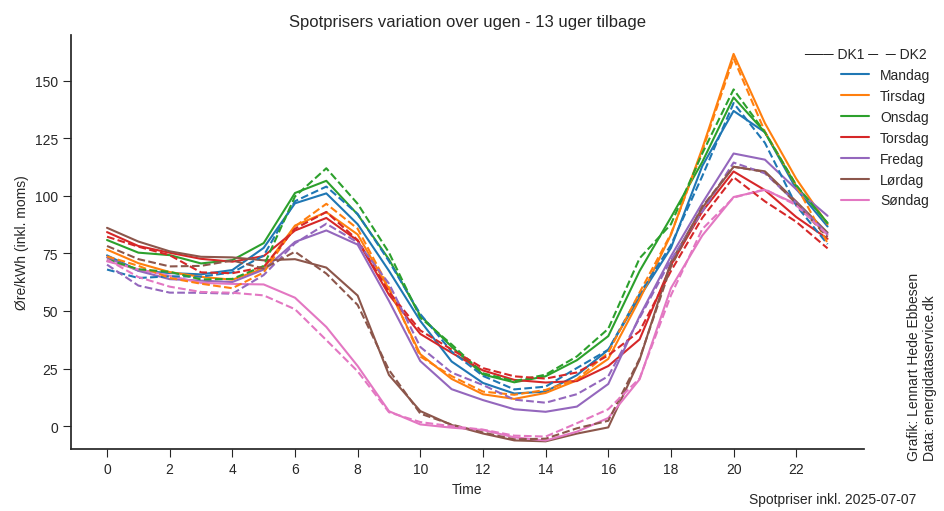 Spotprisers variation over ugen - 13 uger tilbage
DK1 DK2
Mandag
Tirsdag
Onsdag
Torsdag
Fredag
Lørdag
Søndag
Øre/kWh (inkl. moms)
150
125
100
75
50
25
0
0 2 4 6 8 10 12 14 16 18 20 22
Time
Grafik: Lennart Hede Ebbesen
Data: energidataservice.dk
Spotpriser inkl. 2025-07-07